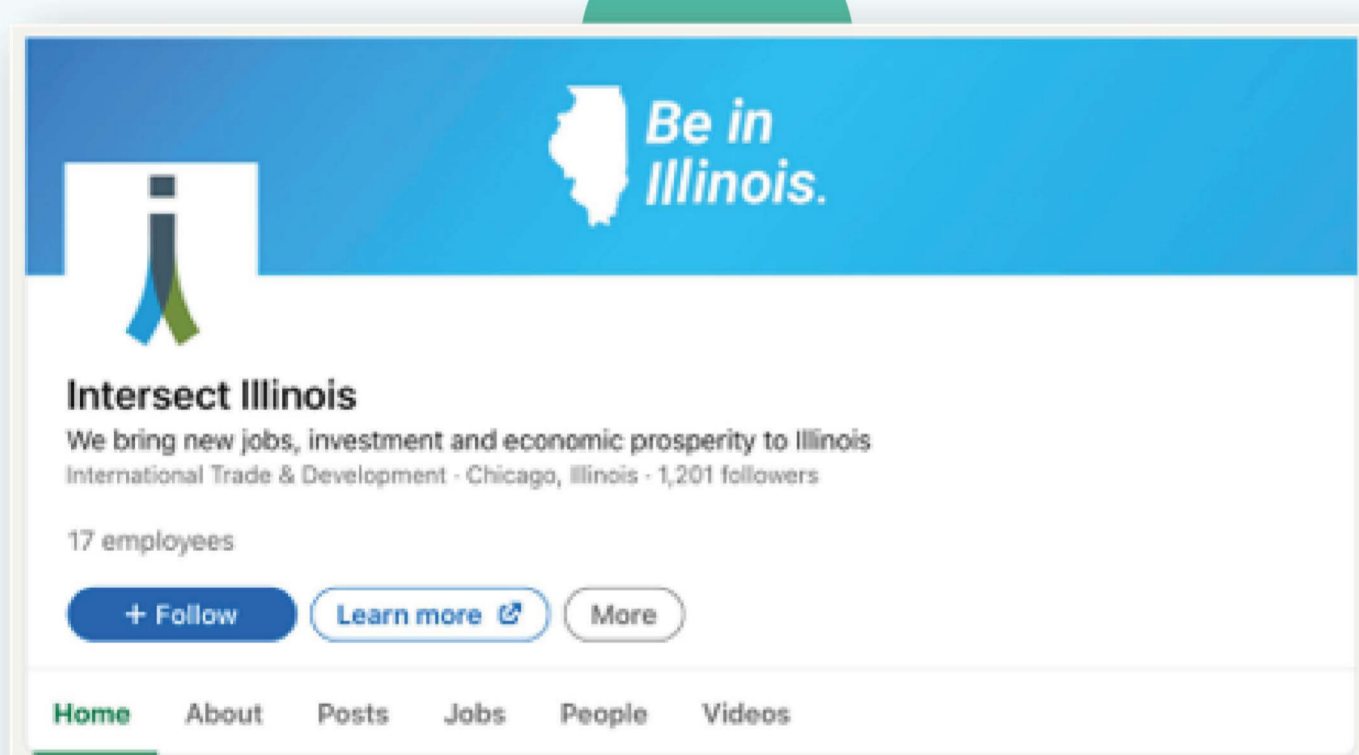 Be in
Illinois.
Intersect Illinois
We bring new jobs, investment and economic prosperity to Illinois
International Trade & Development · Chicago, Illinois · 1,201 followers
17 employees
+ Follow Learn more More
Home About Posts Jobs People Videos